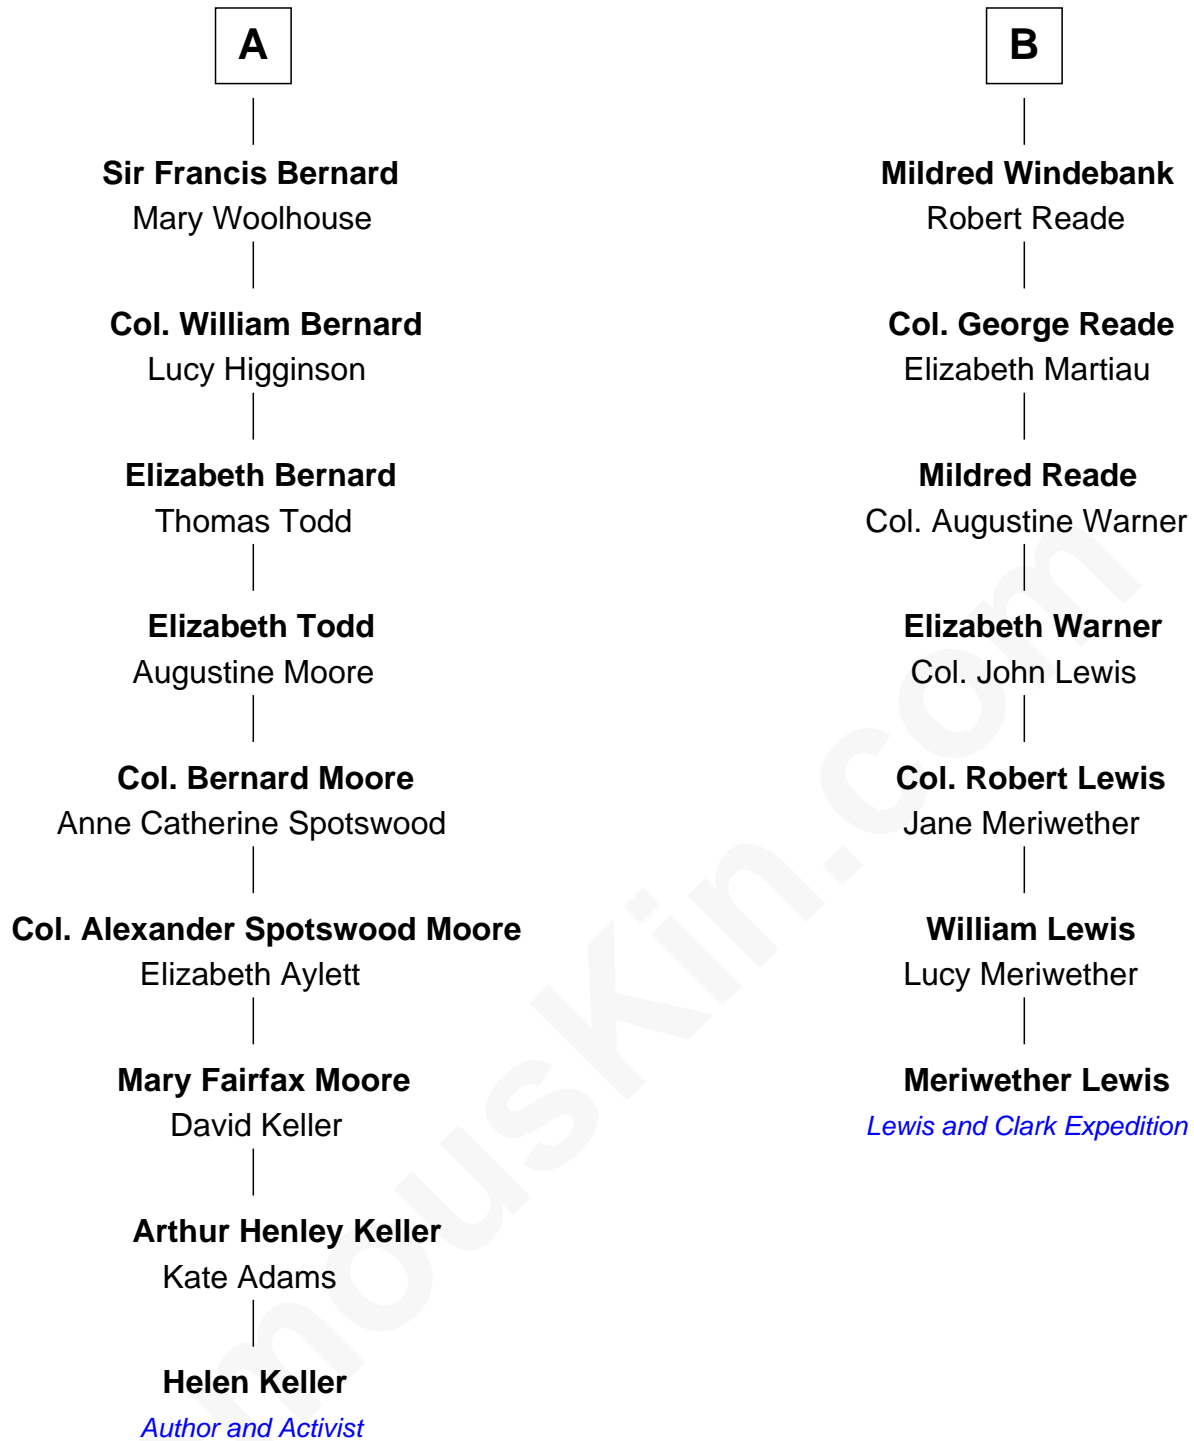 A
Sir Francis Bernard
Mary Woolhouse
Col. William Bernard
Lucy Higginson
Elizabeth Bernard
Thomas Todd
Elizabeth Todd
Augustine Moore
Col. Bernard Moore
Anne Catherine Spotswood
Col. Alexander Spotswood Moore
Elizabeth Aylett
Mary Fairfax Moore
David Keller
Arthur Henley Keller
Kate Adams
Helen Keller
Author and Activist
B
Mildred Windebank
Robert Reade
Col. George Reade
Elizabeth Martiau
Mildred Reade
Col. Augustine Warner
Elizabeth Warner
Col. John Lewis
Col. Robert Lewis
Jane Meriwether
William Lewis
Lucy Meriwether
Meriwether Lewis
Lewis and Clark Expedition
mousKin.com